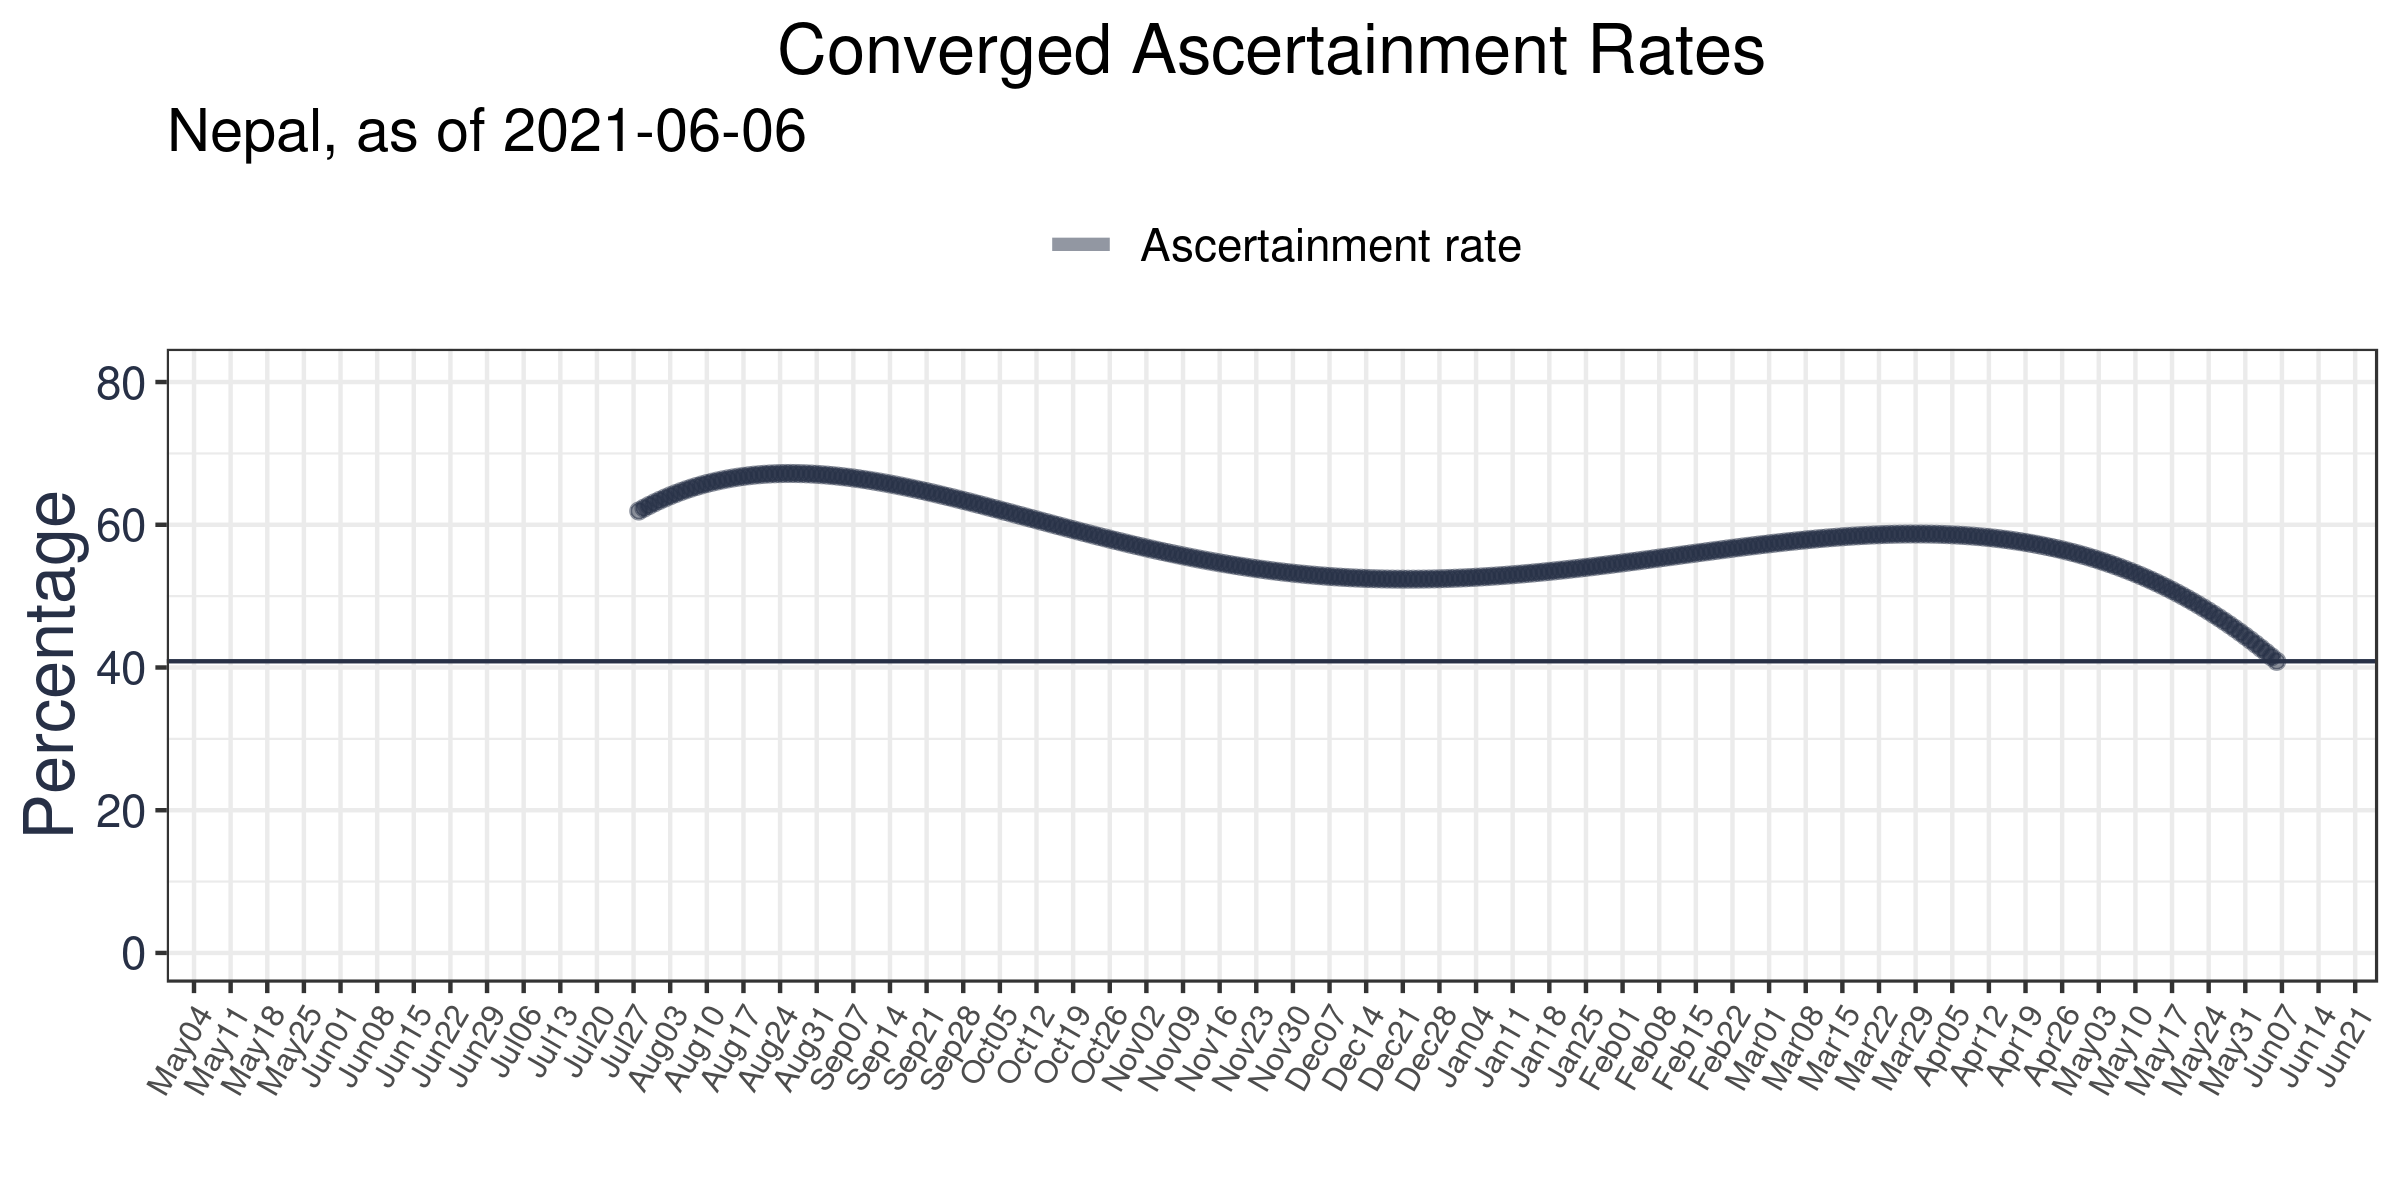 Converged Ascertainment Rates
Nepal, as of 2021-06-06
Ascertainment rate
Percentage
80
60
40
20
0
May04
May11
May18
May25
Jun01
Jun08
Jun15
Jun22
Jun29
Jul06
Jul13
Jul20
Jul27
Aug03
Aug10
Aug17
Aug24
Aug31
Sep07
Sep14
Sep21
Sep28
Oct05
Oct12
Oct19
Oct26
Nov02
Nov09
Nov16
Nov23
Nov30
Dec07
Dec14
Dec21
Dec28
Jan04
Jan11
Jan18
Jan25
Feb01
Feb08
Feb15
Feb22
Mar01
Mar08
Mar15
Mar22
Mar29
Apr05
Apr12
Apr19
Apr26
May03
May10
May17
May24
May31
Jun07
Jun14
Jun21